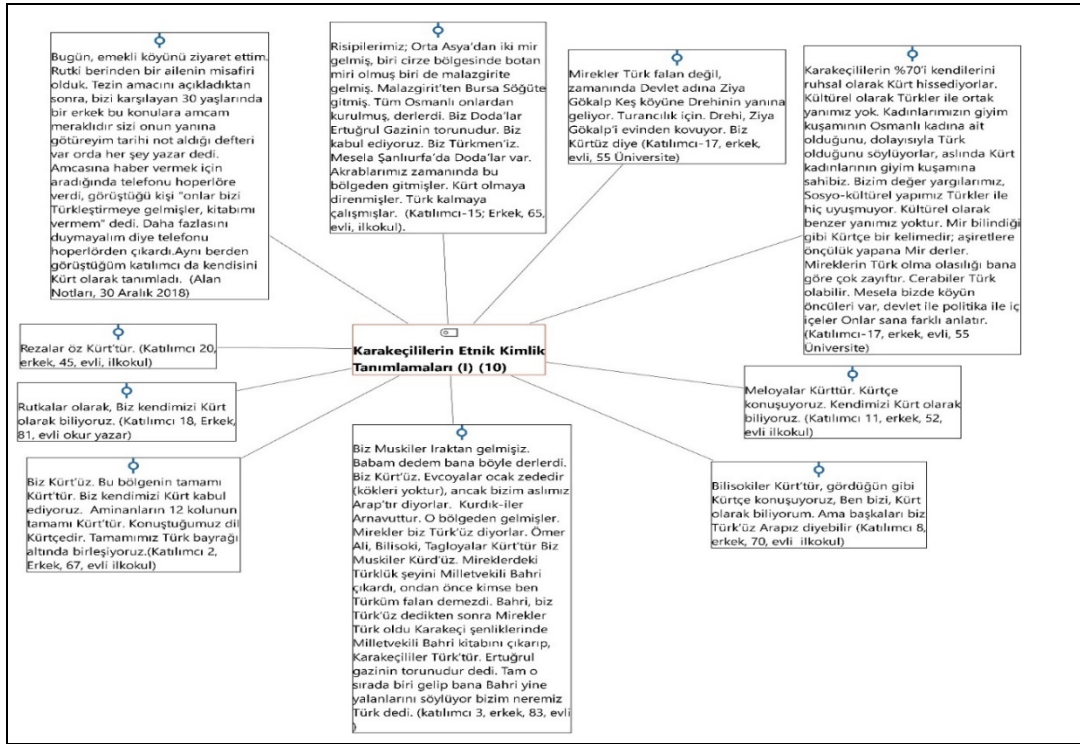 Bugün, emekli köyünü ziyaret ettim.
Rutki berinden bir ailenin misafiri
olduk. Tezin amacını açıkladıktan
sonra, bizi karşılayan 30 yaşlarında
bir erkek bu konulara amcam
meraklıdır sizi onun yanına
götüreyim tarihi not aldığı defteri
var orda her şey yazar dedi.
Amcasına haber vermek için
aradığında telefonu hoperlöre
verdi, görüştüğü kişi "onlar bizi
Türkleştirmeye gelmişler, kitabımı
vermem" dedi. Daha fazlasını
duymayalım diye telefonu
hoperlörden çıkardı.Aynı berden
görüştüğüm katılımcı da kendisini
Kürt olarak tanımladı. (Alan
Notları, 30 Aralık 2018)
Risipilerimiz; Orta Asya'dan iki mir
gelmiş, biri cirze bölgesinde botan
miri olmuş biri de malazgirite
gelmiş. Malazgirit'ten Bursa Söğüte
gitmiş. Tüm Osmanlı onlardan
kurulmuş, derlerdi. Biz Doda'lar
Ertuğrul Gazinin torunudur. Biz
kabul ediyoruz. Biz Türkmen'iz.
Mesela Şanlıurfa'da Doda'lar var.
Akrablarımız zamanında bu
bölgeden gitmişler. Kürt olmaya
direnmişler. Türk kalmaya
çalışmışlar. (Katılımcı-15; Erkek, 65,
evli, ilkokul).
Mirekler Türk falan değil,
zamanında Devlet adına Ziya
Gökalp Keş köyüne Drehinin yanına
geliyor. Turancılık için. Drehi, Ziya
Gökalp'i evinden kovuyor. Biz
Kürtüz diye (Katılımcı-17, erkek,
evli, 55 Üniversite)
Karakeçililerin %70'i kendilerini
ruhsal olarak Kürt hissediyorlar.
Kültürel olarak Türkler ile ortak
yanımız yok. Kadınlarımızın giyim
kuşamının Osmanlı kadına ait
olduğunu, dolayısıyla Türk
olduğunu söylüyorlar, aslında Kürt
kadınlarının giyim kuşamına
sahibiz. Bizim değer yargılarımız,
Sosyo-kültürel yapımız Türkler ile
hiç uyuşmuyor. Kültürel olarak
benzer yanımız yoktur. Mir bilindiği
gibi Kürtçe bir kelimedir; aşiretlere
öncülük yapana Mir derler.
Mireklerin Türk olma olasılığı bana
göre çok zayıftır. Cerabiler Türk
olabilir. Mesela bizde köyün
öncüleri var, devlet ile politika ile iç
içeler Onlar sana farklı anlatır.
(Katılımcı-17, erkek, evli, 55
Üniversite)
Karakeçililerin Etnik Kimlik
Tanımlamaları (I) (10)
Rezalar öz Kürt'tür. (Katılımcı 20,
erkek, 45, evli, ilkokul)
Rutkalar olarak, Biz kendimizi Kürt
olarak biliyoruz. (Katılımcı 18, Erkek,
81, evli okur yazar)
Biz Kürt'üz. Bu bölgenin tamamı
Kürt'tür. Biz kendimizi Kürt kabul
ediyoruz. Aminanların 12 kolunun
tamamı Kürt'tür. Konuştuğumuz dil
Kürtçedir. Tamamımız Türk bayrağı
altında birleşiyoruz.(Katılımcı 2,
Erkek, 67, evli ilkokul)
Biz Muskiler Iraktan gelmişiz.
Babam dedem bana böyle derlerdi.
Biz Kürt'üz. Evcoyalar ocak zededir
(kökleri yoktur), ancak bizim aslımız
Arap'tır diyorlar. Kurdık-iler
Arnavuttur. O bölgeden gelmişler.
Mirekler biz Türk'üz diyorlar. Ömer
Ali, Bilisoki, Tagloyalar Kürt'tür Biz
Muskiler Kürd'üz. Mireklerdeki
Türklük şeyini Milletvekili Bahri
çıkardı, ondan önce kimse ben
Türküm falan demezdi. Bahri, biz
Türk'üz dedikten sonra Mirekler
Türk oldu Karakeçi şenliklerinde
Milletvekili Bahri kitabını çıkarıp,
Karakeçililer Türk'tür. Ertuğrul
gazinin torunudur dedi. Tam o
sırada biri gelip bana Bahri yine
yalanlarını söylüyor bizim neremiz
Türk dedi. (katılımcı 3, erkek, 83, evli
)
Meloyalar Kürttür. Kürtçe
konuşuyoruz. Kendimizi Kürt olarak
biliyoruz. (Katılımcı 11, erkek, 52,
evli ilkokul)
Bilisokiler Kürt'tür, gördüğün gibi
Kürtçe konuşuyoruz, Ben bizi, Kürt
olarak biliyorum. Ama başkaları biz
Türk'üz Arapız diyebilir (Katılımcı 8,
erkek, 70, evli ilkokul)